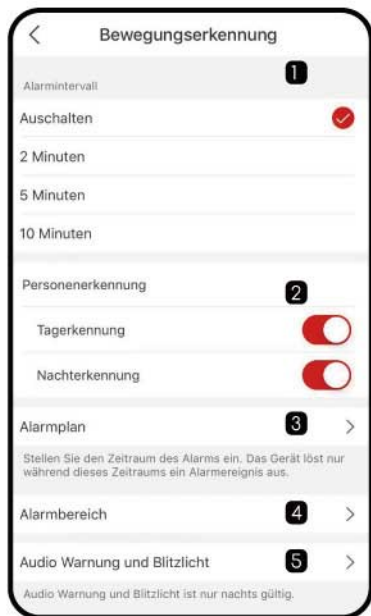 Bewegungserkennung
1
Alarmintervall
Auschalten
2 Minuten
5 Minuten
10 Minuten
Personenerkennung
2
Tagerkennung
Nachterkennung
Alarmplan 3
Stellen Sie den Zeitraum des Alarms ein. Das Gerät löst nur
während dieses Zeitraums ein Alarmereignis aus.
Alarmbereich 4
Audio Warnung und Blitzlicht 5
Audio Warnung und Blitzlicht ist nur nachts gültig.